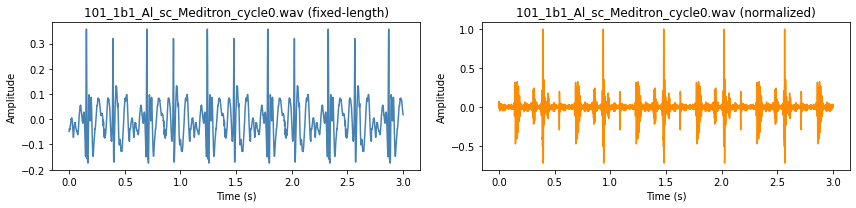 101_1b1_Al_sc_Meditron_cycle0.wav (fixed-length)
Amplitude
0.3
0.2
0.1
0.0
−0.1
−0.2
0.0 0.5 1.0 1.5 2.0 2.5 3.0
Time (s)
101_1b1_Al_sc_Meditron_cycle0.wav (normalized)
Amplitude
1.0
0.5
0.0
−0.5
0.0 0.5 1.0 1.5 2.0 2.5 3.0
Time (s)